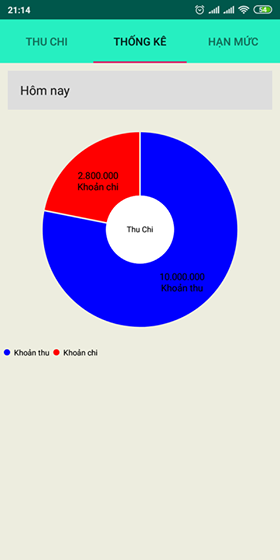 21:14
54
THU CHI THỐNG KÊ HẠN MỨC
Hôm nay
2.800.000
Khoản chi
Thu Chi
10.000.000
Khoản thu
Khoản thu Khoản chi